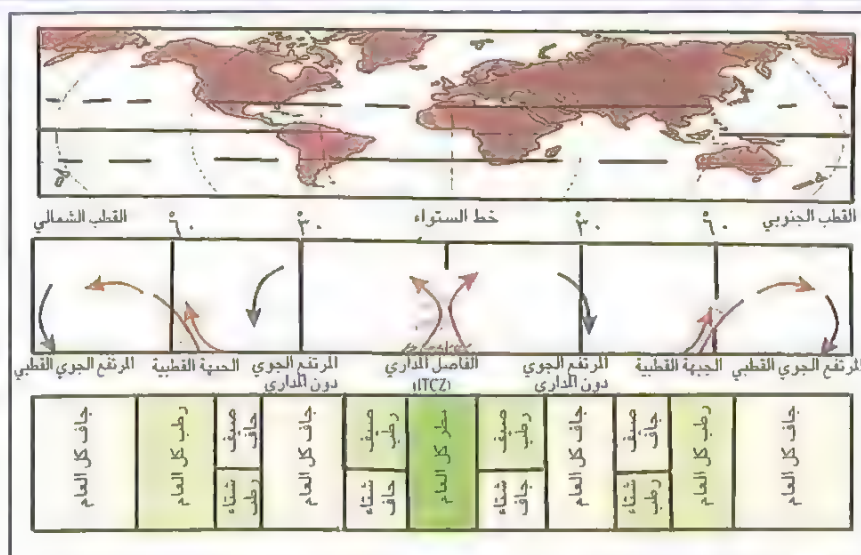 القطب الجنوبي ٦٠° ٣٠° خط الستواء ٣٠° ٦٠° القطب الشمالي
المرتفع الجوي القطبي الجبهة القطبية المرتفع الجوي دون المداري الفاصل المداري (ITCZ) المرتفع الجوي دون المداري الجبهة القطبية المرتفع الجوي القطبي
جاف كل العام
رطب كل العام
صيف جاف
شتاء رطب
جاف كل العام
صيف رطب
شتاء جاف
مطر كل العام
صيف رطب
شتاء جاف
جاف كل العام
صيف جاف
شتاء رطب
رطب كل العام
جاف كل العام